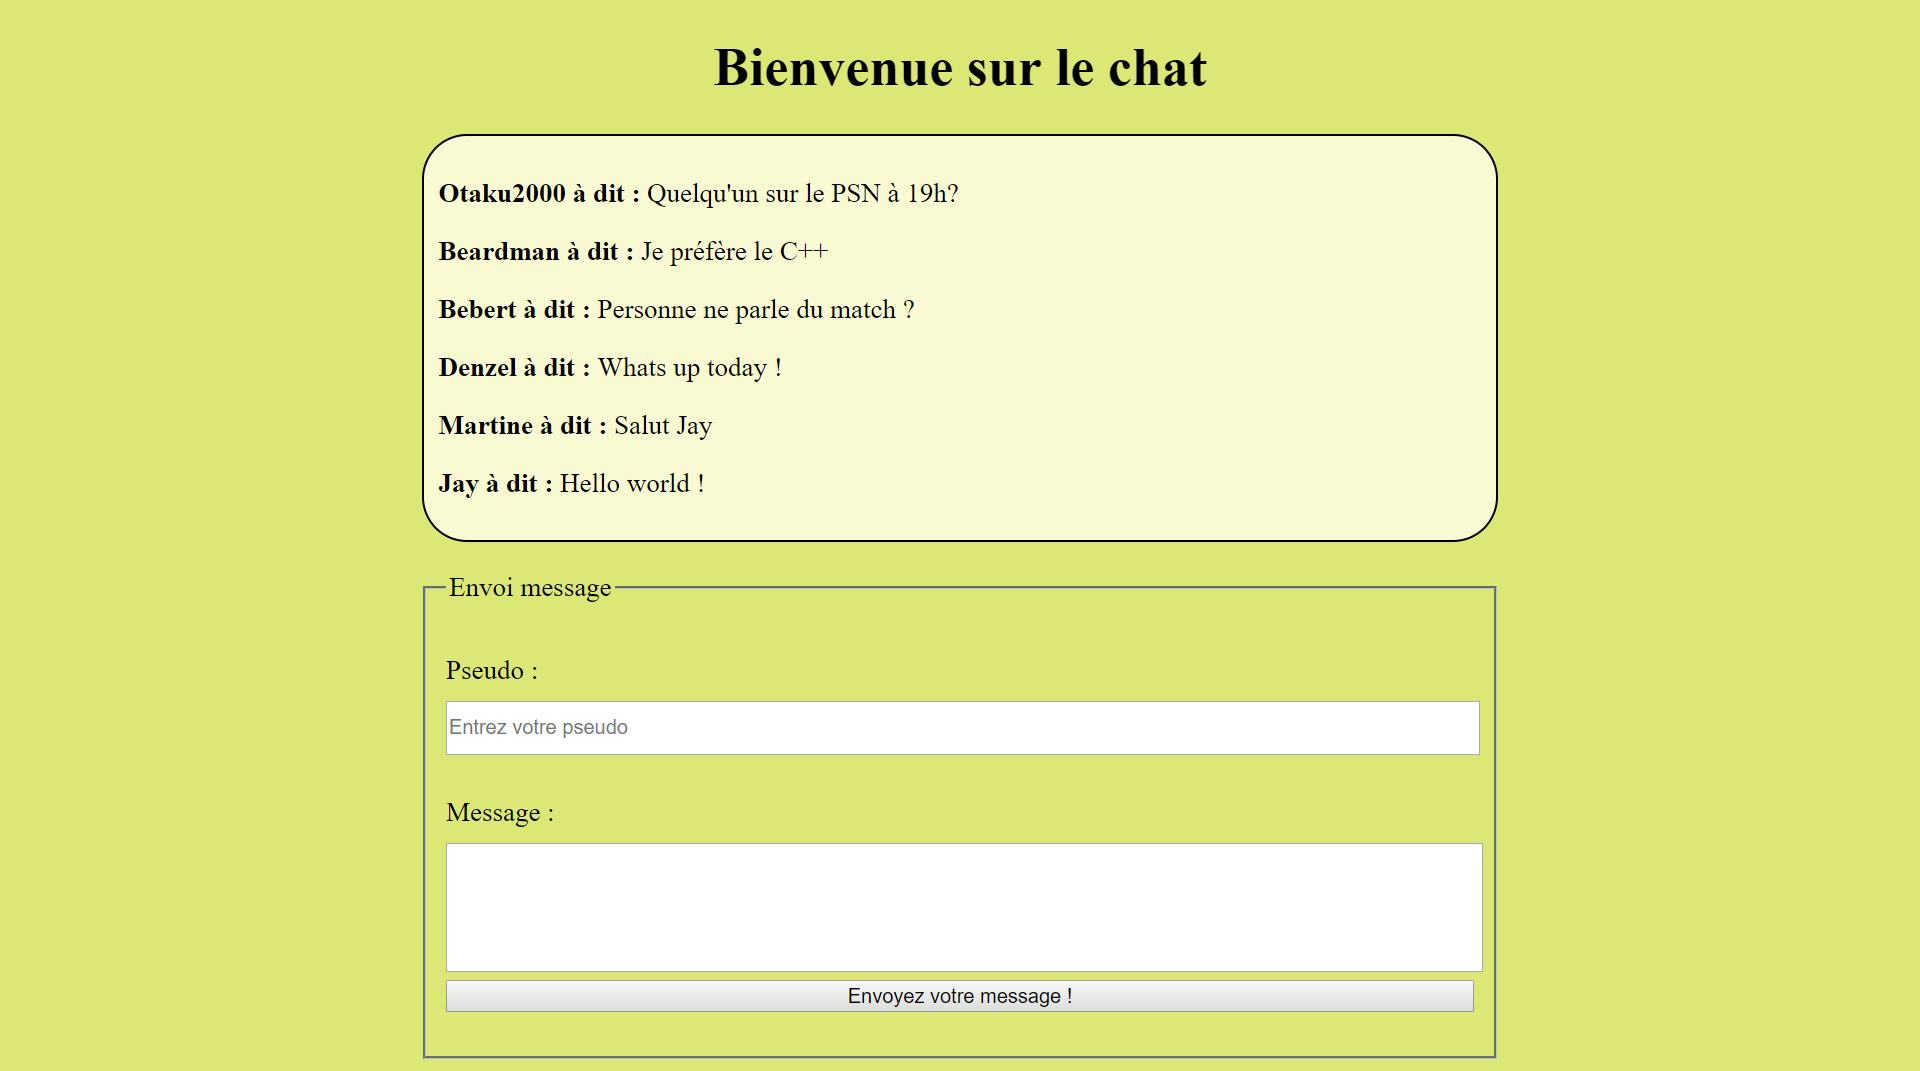 Bienvenue sur le chat
Otaku2000 à dit : Quelqu'un sur le PSN à 19h?
Beardman à dit : Je préfère le C++
Bebert à dit : Personne ne parle du match ?
Denzel à dit : Whats up today !
Martine à dit : Salut Jay
Jay à dit : Hello world !
Envoi message
Pseudo :
Entrez votre pseudo
Message :
Envoyez votre message !